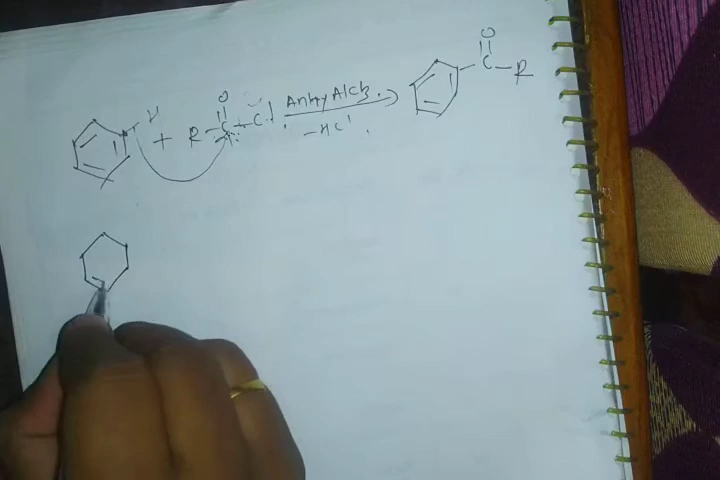 O
C – R
H + R – C – Cl Anhy AlCl3
O
– HCl